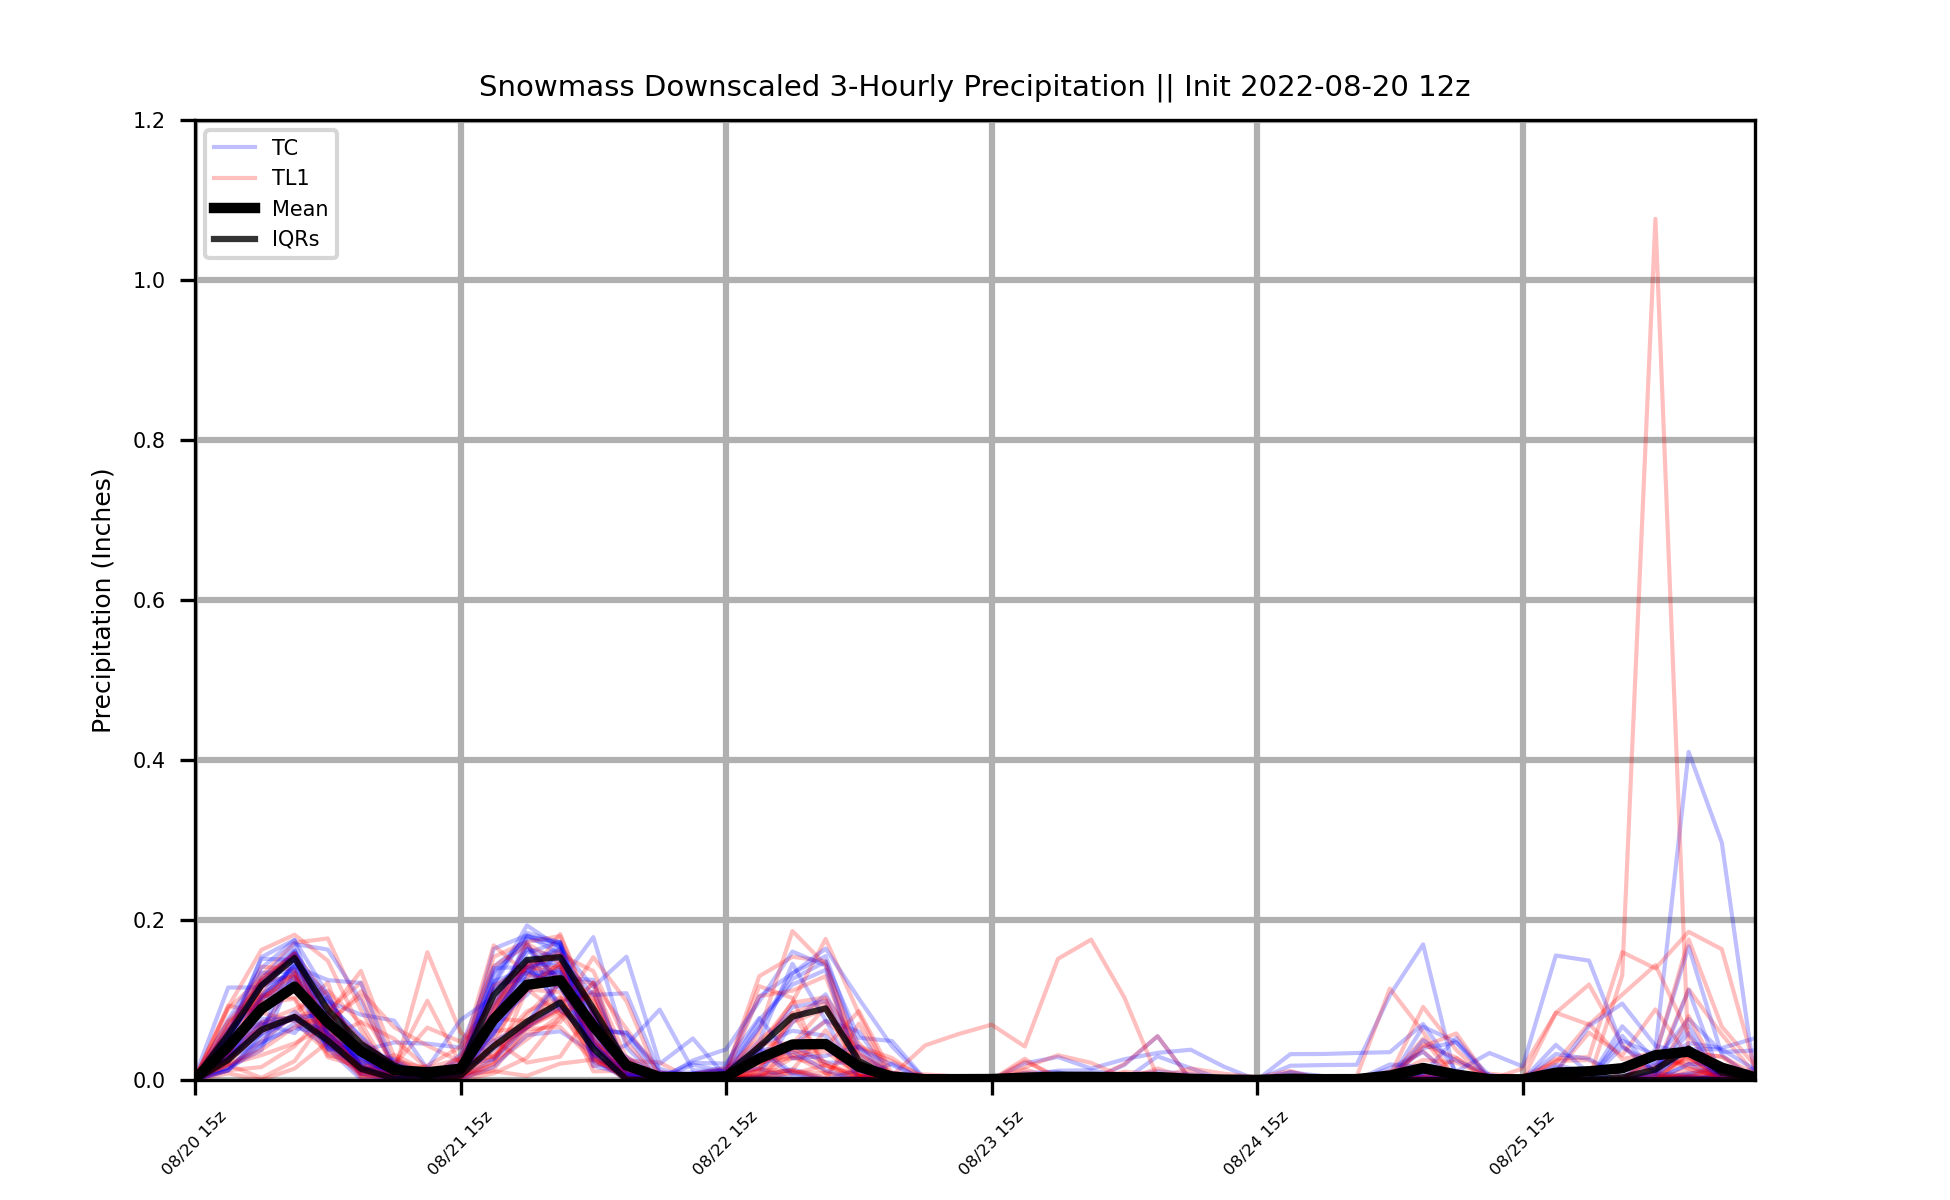 Snowmass Downscaled 3-Hourly Precipitation || Init 2022-08-20 12z
TC
TL1
Mean
IQRs
Precipitation (Inches)
1.2
1.0
0.8
0.6
0.4
0.2
0.0
08/20 15z
08/21 15z
08/22 15z
08/23 15z
08/24 15z
08/25 15z